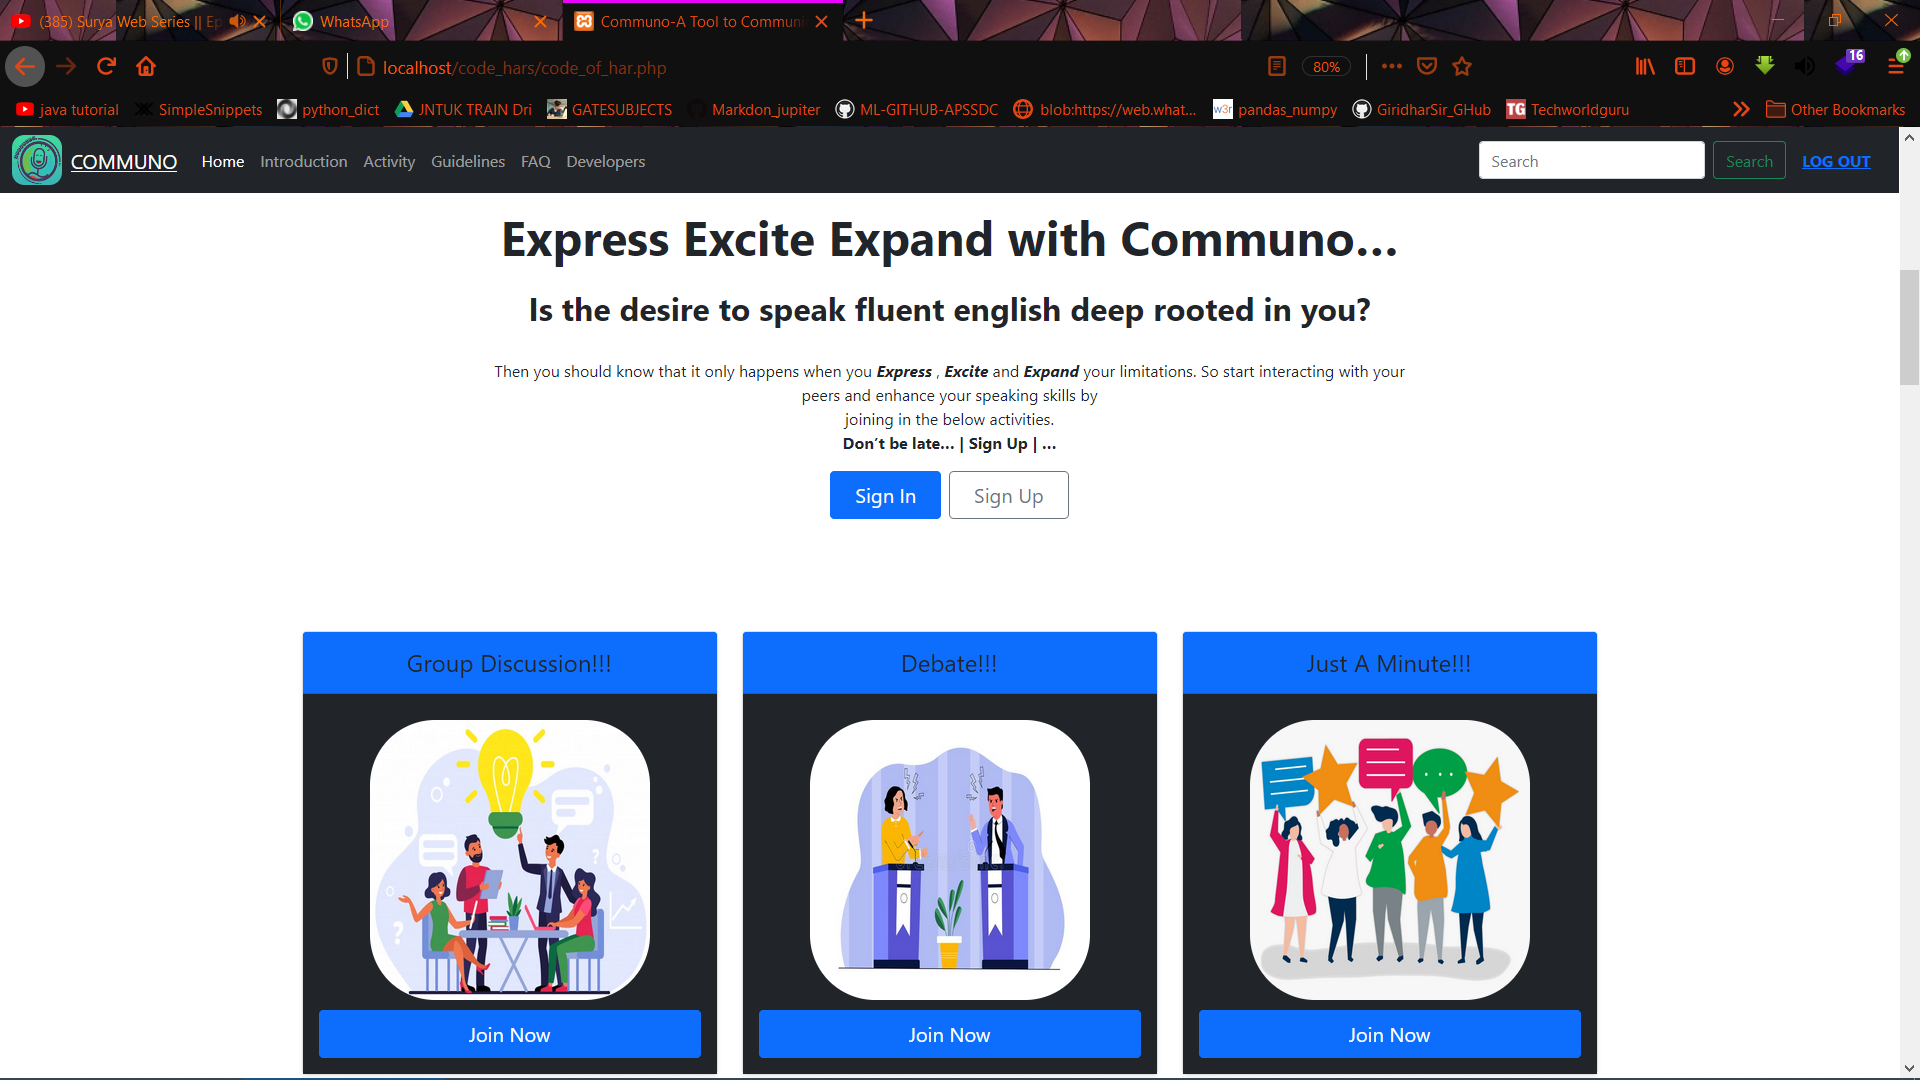 (385) Surya Web Series || Ep
WhatsApp
Communo-A Tool to Communi
localhost/code_hars/code_of_har.php
80%
16
java tutorial
SimpleSnippets
python_dict
JNTUK TRAIN Dri
GATESUBJECTS
Markdon_jupiter
ML-GITHUB-APSSDC
blob:https://web.what...
w3r
pandas_numpy
GiridharSir_GHub
TG
Techworldguru
Other Bookmarks
COMMUNO
Home
Introduction
Activity
Guidelines
FAQ
Developers
Search
Search
LOG OUT
Express Excite Expand with Communo...
Is the desire to speak fluent english deep rooted in you?
Then you should know that it only happens when you Express , Excite and Expand your limitations. So start interacting with your
peers and enhance your speaking skills by
joining in the below activities.
Don't be late... | Sign Up | ...
Sign In
Sign Up
Group Discussion!!!
Debate!!!
Just A Minute!!!
Join Now
Join Now
Join Now